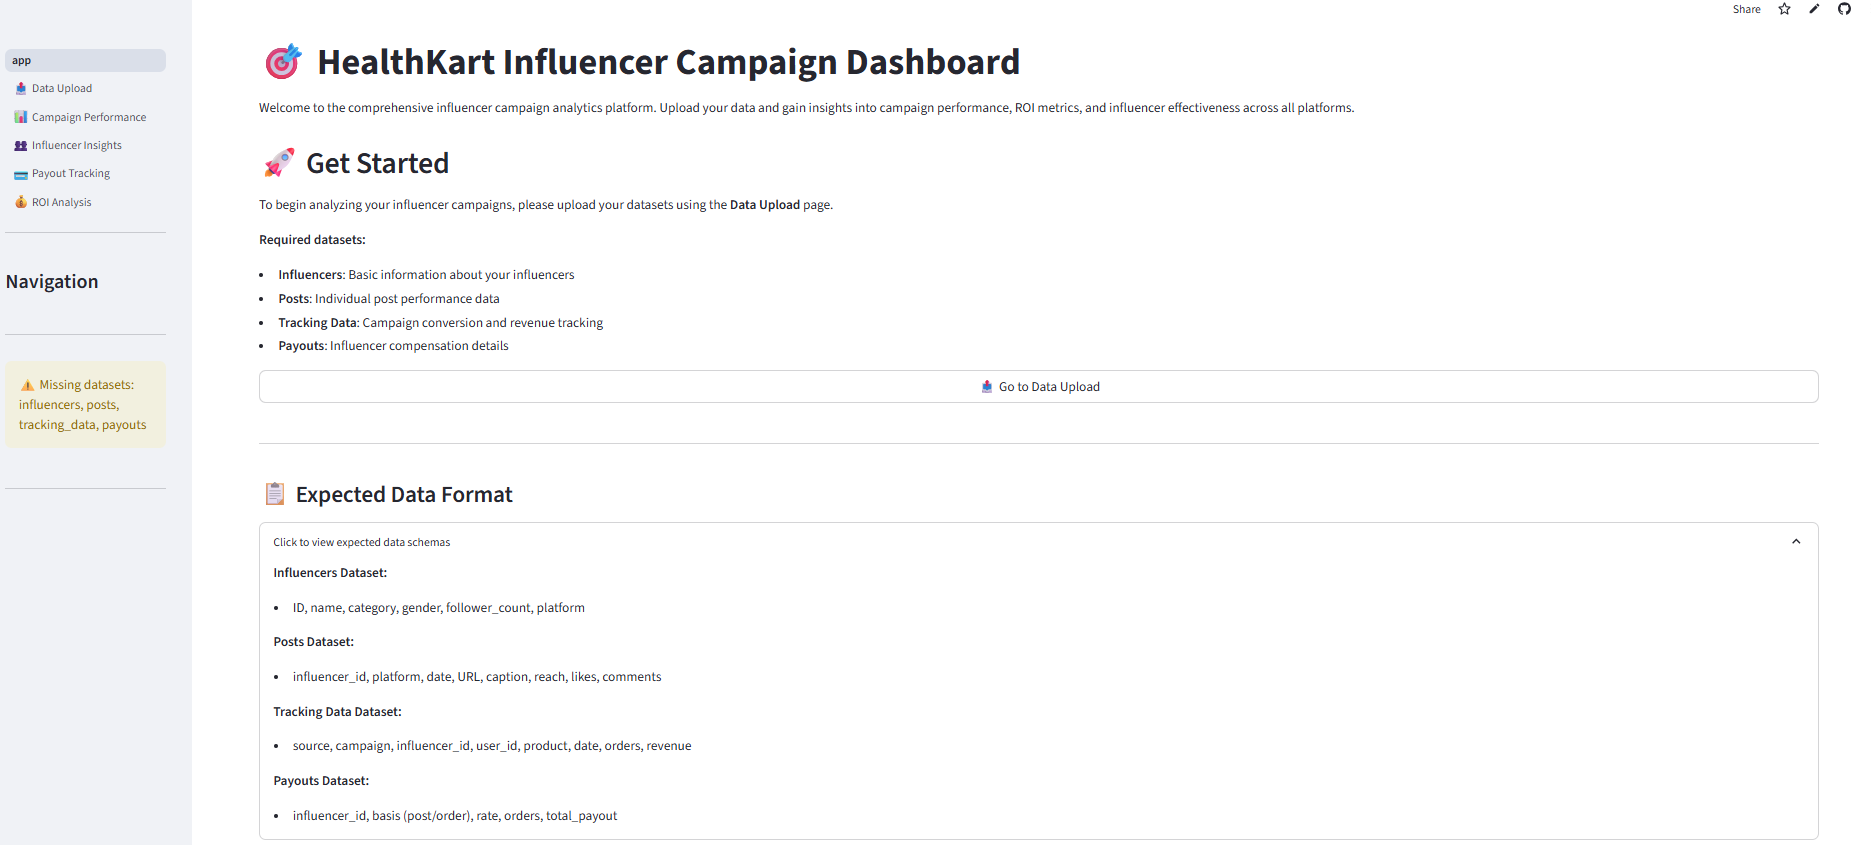 Share
app
Data Upload
Campaign Performance
Influencer Insights
Payout Tracking
ROI Analysis
Navigation
Missing datasets:
influencers, posts,
tracking_data, payouts
HealthKart Influencer Campaign Dashboard
Welcome to the comprehensive influencer campaign analytics platform. Upload your data and gain insights into campaign performance, ROI metrics, and influencer effectiveness across all platforms.
Get Started
To begin analyzing your influencer campaigns, please upload your datasets using the Data Upload page.
Required datasets:
• Influencers: Basic information about your influencers
• Posts: Individual post performance data
• Tracking Data: Campaign conversion and revenue tracking
• Payouts: Influencer compensation details
Go to Data Upload
Expected Data Format
Click to view expected data schemas
Influencers Dataset:
• ID, name, category, gender, follower_count, platform
Posts Dataset:
• influencer_id, platform, date, URL, caption, reach, likes, comments
Tracking Data Dataset:
• source, campaign, influencer_id, user_id, product, date, orders, revenue
Payouts Dataset:
• influencer_id, basis (post/order), rate, orders, total_payout